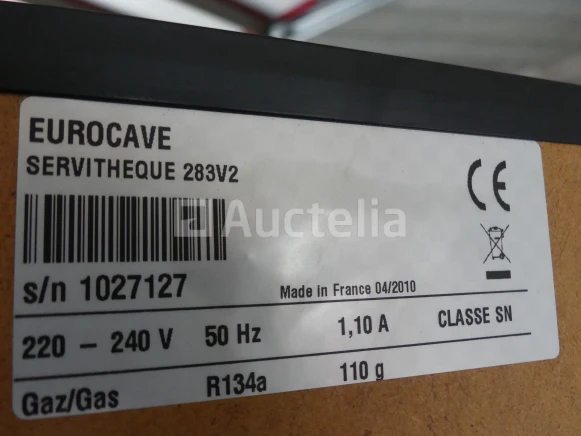 EUROCAVE
SERVITHEQUE 283V2
Auctelia
CE
s/n 1027127
Made in France 04/2010
220 – 240 V 50 Hz 1,10 A CLASSE SN
Gaz/Gas R134a 110 g